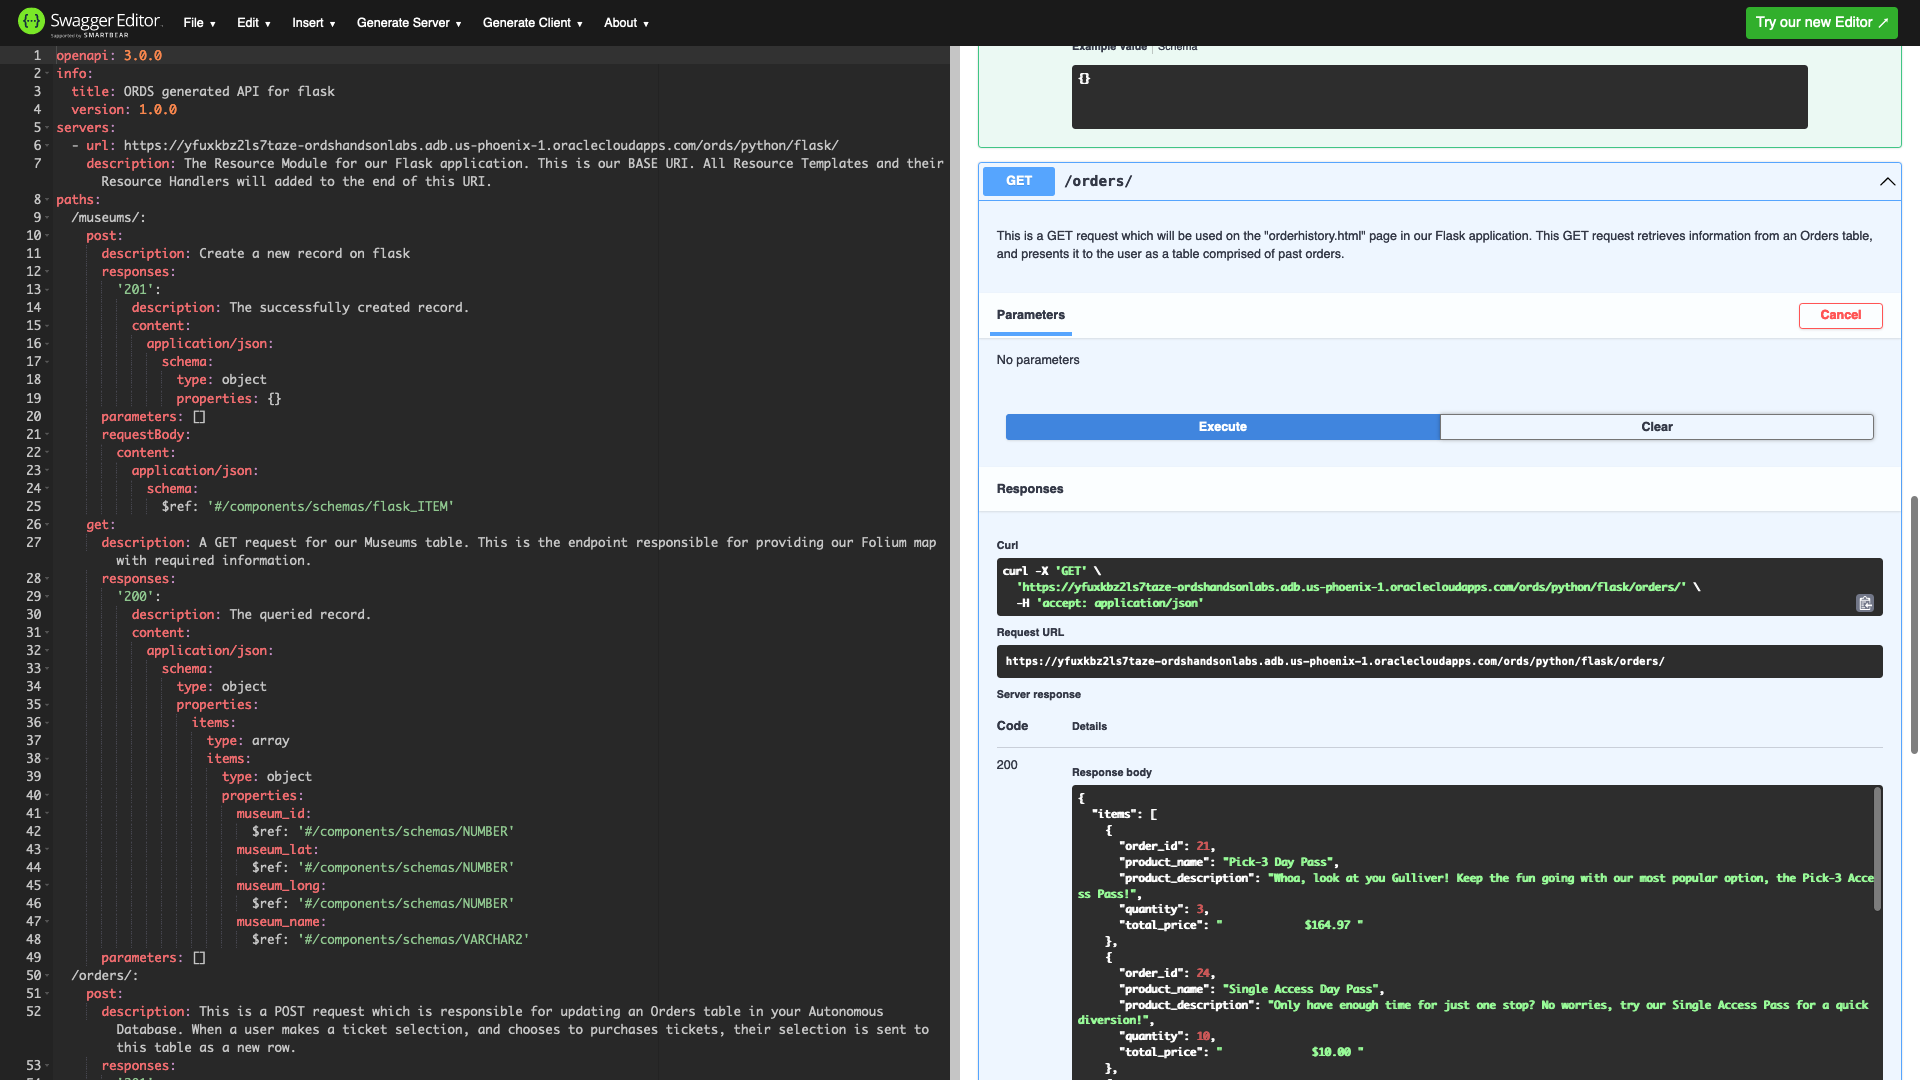 Swagger Editor
Supported by SMARTBEAR
File ▾ Edit ▾ Insert ▾ Generate Server ▾ Generate Client ▾ About ▾
Try our new Editor ↗
1 openapi: 3.0.0
2 info:
3 title: ORDS generated API for flask
4 version: 1.0.0
5 servers:
6 - url: https://yfuxkbz2ls7taze-ordshandsonlabs.adb.us-phoenix-1.oraclecloudapps.com/ords/python/flask/
7 description: The Resource Module for our Flask application. This is our BASE URI. All Resource Templates and their
Resource Handlers will added to the end of this URI.
8 paths:
9 /museums/:
10 post:
11 description: Create a new record on flask
12 responses:
13 '201':
14 description: The successfully created record.
15 content:
16 application/json:
17 schema:
18 type: object
19 properties: {}
20 parameters: []
21 requestBody:
22 content:
23 application/json:
24 schema:
25 $ref: '#/components/schemas/flask_ITEM'
26 get:
27 description: A GET request for our Museums table. This is the endpoint responsible for providing our Folium map
with required information.
28 responses:
29 '200':
30 description: The queried record.
31 content:
32 application/json:
33 schema:
34 type: object
35 properties:
36 items:
37 type: array
38 items:
39 type: object
40 properties:
41 museum_id:
42 $ref: '#/components/schemas/NUMBER'
43 museum_lat:
44 $ref: '#/components/schemas/NUMBER'
45 museum_long:
46 $ref: '#/components/schemas/NUMBER'
47 museum_name:
48 $ref: '#/components/schemas/VARCHAR2'
49 parameters: []
50 /orders/:
51 post:
52 description: This is a POST request which is responsible for updating an Orders table in your Autonomous
Database. When a user makes a ticket selection, and chooses to purchases tickets, their selection is sent to
this table as a new row.
53 responses:
Example Value Schema
{}
GET /orders/
This is a GET request which will be used on the "orderhistory.html" page in our Flask application. This GET request retrieves information from an Orders table,
and presents it to the user as a table comprised of past orders.
Parameters
Cancel
No parameters
Execute
Clear
Responses
Curl
curl -X 'GET' \
'https://yfuxkbz2ls7taze-ordshandsonlabs.adb.us-phoenix-1.oraclecloudapps.com/ords/python/flask/orders/' \
-H 'accept: application/json'
Request URL
https://yfuxkbz2ls7taze-ordshandsonlabs.adb.us-phoenix-1.oraclecloudapps.com/ords/python/flask/orders/
Server response
Code Details
200
Response body
{
"items": [
{
"order_id": 21,
"product_name": "Pick-3 Day Pass",
"product_description": "Whoa, look at you Gulliver! Keep the fun going with our most popular option, the Pick-3 Acce
ss Pass!",
"quantity": 3,
"total_price": " $164.97 "
},
{
"order_id": 24,
"product_name": "Single Access Day Pass",
"product_description": "Only have enough time for just one stop? No worries, try our Single Access Pass for a quick
diversion!",
"quantity": 10,
"total_price": " $10.00 "
},